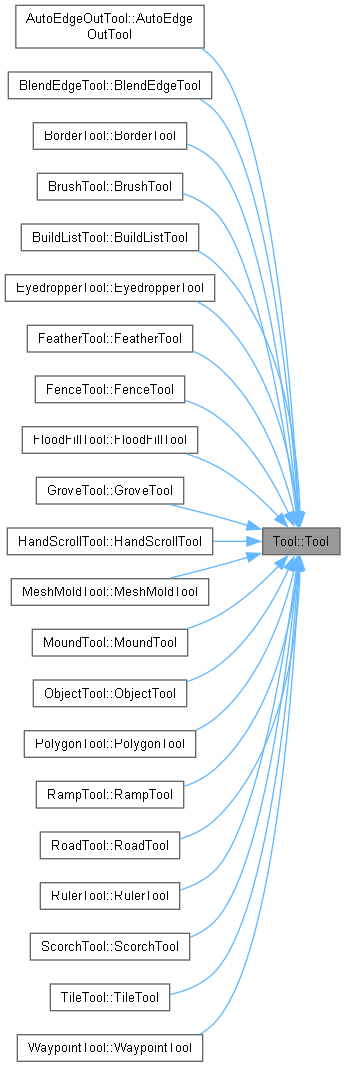 AutoEdgeOutTool::AutoEdge
OutTool
BlendEdgeTool::BlendEdgeTool
BorderTool::BorderTool
BrushTool::BrushTool
BuildListTool::BuildListTool
EyedropperTool::EyedropperTool
FeatherTool::FeatherTool
FenceTool::FenceTool
FloodFillTool::FloodFillTool
GroveTool::GroveTool
HandScrollTool::HandScrollTool
Tool::Tool
MeshMoldTool::MeshMoldTool
MoundTool::MoundTool
ObjectTool::ObjectTool
PolygonTool::PolygonTool
RampTool::RampTool
RoadTool::RoadTool
RulerTool::RulerTool
ScorchTool::ScorchTool
TileTool::TileTool
WaypointTool::WaypointTool